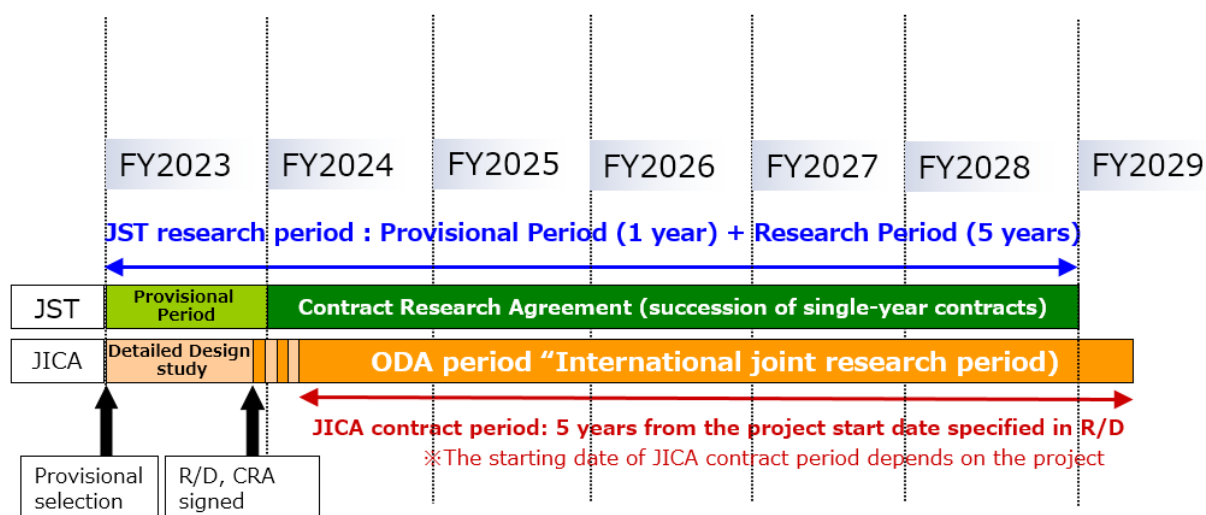 FY2023
FY2024
FY2025
FY2026
FY2027
FY2028
FY2029
JST research period : Provisional Period (1 year) + Research Period (5 years)
JST
Provisional
Period
Contract Research Agreement (succession of single-year contracts)
JICA
Detailed Design
study
ODA period “International joint research period)
JICA contract period: 5 years from the project start date specified in R/D
※The starting date of JICA contract period depends on the project
Provisional
selection
R/D, CRA
signed